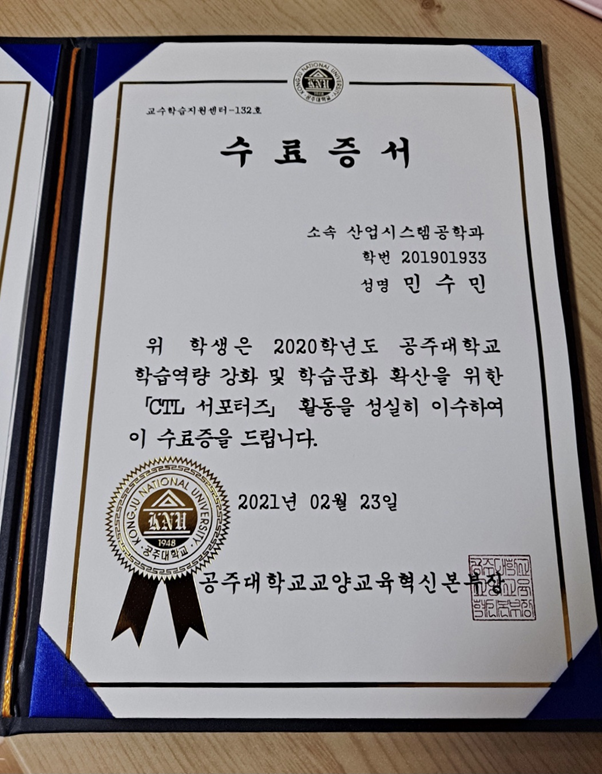 KONGJU NATIONAL UNIVERSITY
공주대학교
교수학습지원센터-132호
수료증서
소속 산업시스템공학과
학번 201901933
성명 민수민
위 학생은 2020학년도 공주대학교
학습역량 강화 및 학습문화 확산을 위한
「CTL 서포터즈」 활동을 성실히 이수하여
이 수료증을 드립니다.
2021년 02월 23일
KONGJU NATIONAL UNIVERSITY
KNU
1948
공주대학교
공주대학교교양교육혁신본부장